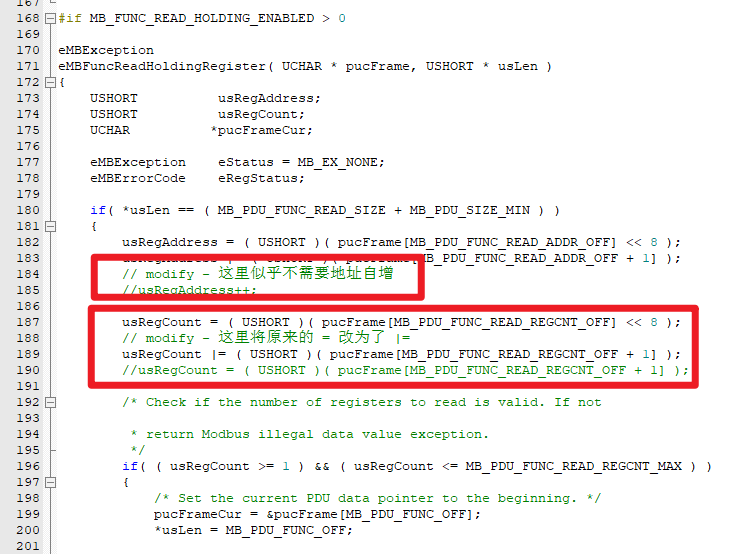 167
168 #if MB_FUNC_READ_HOLDING_ENABLED > 0
169
170 eMBException
171 eMBFuncReadHoldingRegister( UCHAR * pucFrame, USHORT * usLen )
172 {
173     USHORT          usRegAddress;
174     USHORT          usRegCount;
175     UCHAR          *pucFrameCur;
176
177     eMBException    eStatus = MB_EX_NONE;
178     eMBErrorCode    eRegStatus;
179
180     if( *usLen == ( MB_PDU_FUNC_READ_SIZE + MB_PDU_SIZE_MIN ) )
181     {
182         usRegAddress = ( USHORT )( pucFrame[MB_PDU_FUNC_READ_ADDR_OFF] << 8 );
183         usRegAddress |= ( USHORT )( pucFrame[MB_PDU_FUNC_READ_ADDR_OFF + 1] );
184         // modify - 这里似乎不需要地址自增
185         //usRegAddress++;
186
187         usRegCount = ( USHORT )( pucFrame[MB_PDU_FUNC_READ_REGCNT_OFF] << 8 );
188         // modify - 这里将原来的 = 改为了 |=
189         usRegCount |= ( USHORT )( pucFrame[MB_PDU_FUNC_READ_REGCNT_OFF + 1] );
190         //usRegCount = ( USHORT )( pucFrame[MB_PDU_FUNC_READ_REGCNT_OFF + 1] );
191
192         /* Check if the number of registers to read is valid. If not
193
194          * return Modbus illegal data value exception.
195          */
196         if( ( usRegCount >= 1 ) && ( usRegCount <= MB_PDU_FUNC_READ_REGCNT_MAX ) )
197         {
198             /* Set the current PDU data pointer to the beginning. */
199             pucFrameCur = &pucFrame[MB_PDU_FUNC_OFF];
200             *usLen = MB_PDU_FUNC_OFF;
201